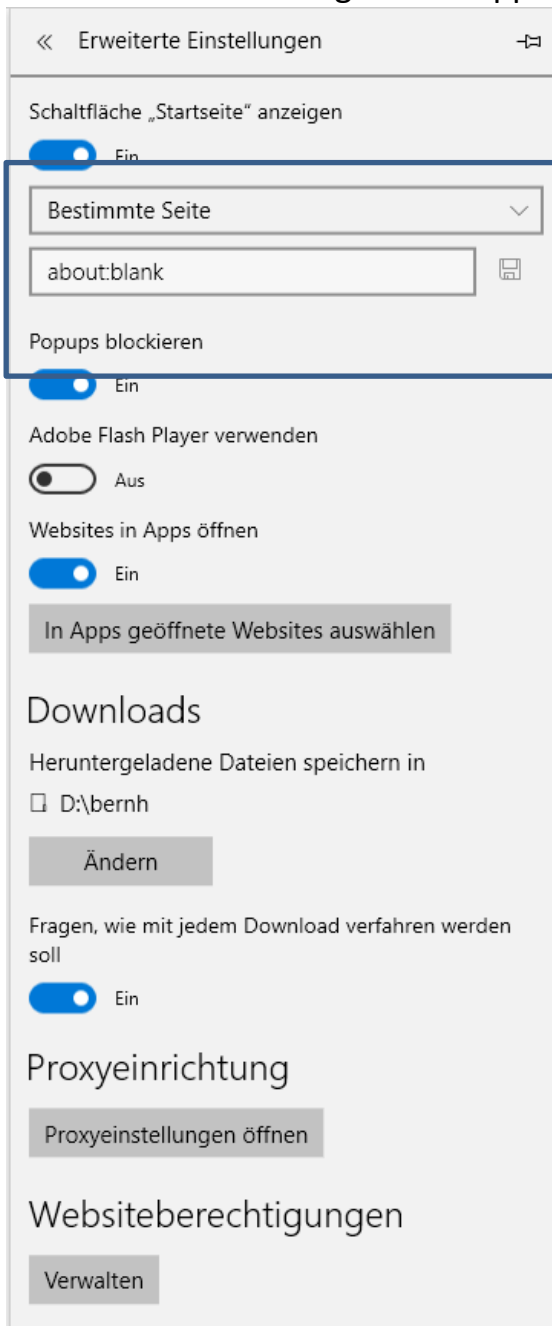 Erweiterte Einstellungen
Schaltfläche „Startseite“ anzeigen
Ein
Bestimmte Seite
about:blank
Popups blockieren
Ein
Adobe Flash Player verwenden
Aus
Websites in Apps öffnen
Ein
In Apps geöffnete Websites auswählen
Downloads
Heruntergeladene Dateien speichern in
D:\bernh
Ändern
Fragen, wie mit jedem Download verfahren werden
soll
Ein
Proxyeinrichtung
Proxyeinstellungen öffnen
Websiteberechtigungen
Verwalten